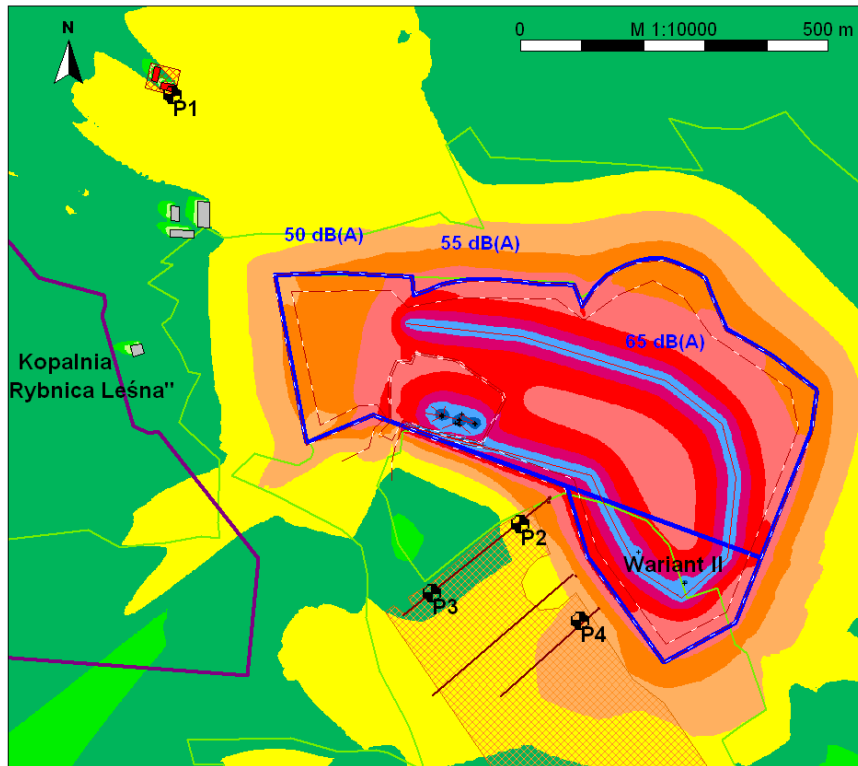 N
0 M 1:10000 500 m
P1
50 dB(A)
55 dB(A)
65 dB(A)
Kopalnia
Rybnica Leśna"
P2
Wariant II
P3
P4